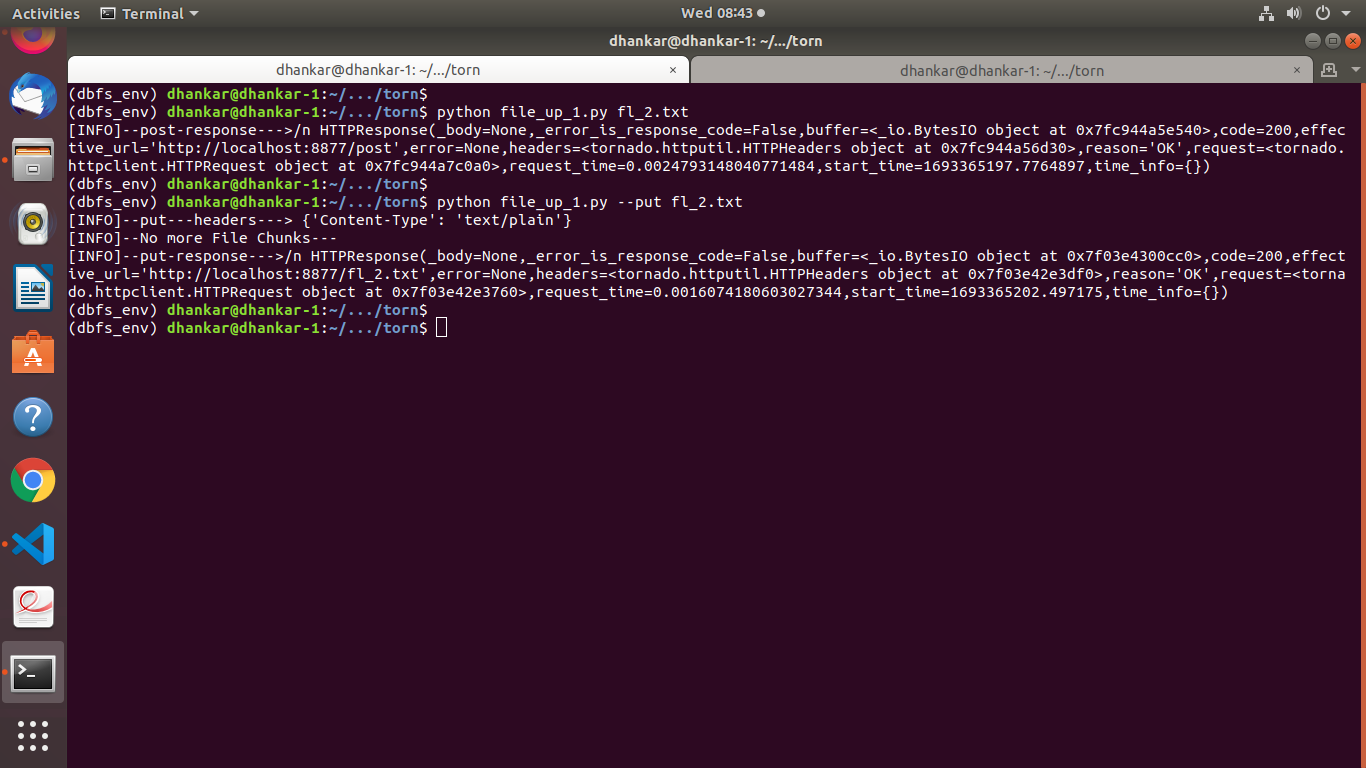 Activities Terminal Wed 08:43
dhankar@dhankar-1: ~/.../torn
dhankar@dhankar-1: ~/.../torn × dhankar@dhankar-1: ~/.../torn ×
(dbfs_env) dhankar@dhankar-1:~/.../torn$
(dbfs_env) dhankar@dhankar-1:~/.../torn$ python file_up_1.py fl_2.txt
[INFO]--post-response--->/n HTTPResponse(_body=None,_error_is_response_code=False,buffer=<_io.BytesIO object at 0x7fc944a5e540>,code=200,effec
tive_url='http://localhost:8877/post',error=None,headers=<tornado.httputil.HTTPHeaders object at 0x7fc944a56d30>,reason='OK',request=<tornado.
httpclient.HTTPRequest object at 0x7fc944a7c0a0>,request_time=0.0024793148040771484,start_time=1693365197.7764897,time_info={})
(dbfs_env) dhankar@dhankar-1:~/.../torn$
(dbfs_env) dhankar@dhankar-1:~/.../torn$ python file_up_1.py --put fl_2.txt
[INFO]--put---headers---> {'Content-Type': 'text/plain'}
[INFO]--No more File Chunks---
[INFO]--put-response--->/n HTTPResponse(_body=None,_error_is_response_code=False,buffer=<_io.BytesIO object at 0x7f03e4300cc0>,code=200,effect
ive_url='http://localhost:8877/fl_2.txt',error=None,headers=<tornado.httputil.HTTPHeaders object at 0x7f03e42e3df0>,reason='OK',request=<torna
do.httpclient.HTTPRequest object at 0x7f03e42e3760>,request_time=0.0016074180603027344,start_time=1693365202.497175,time_info={})
(dbfs_env) dhankar@dhankar-1:~/.../torn$
(dbfs_env) dhankar@dhankar-1:~/.../torn$